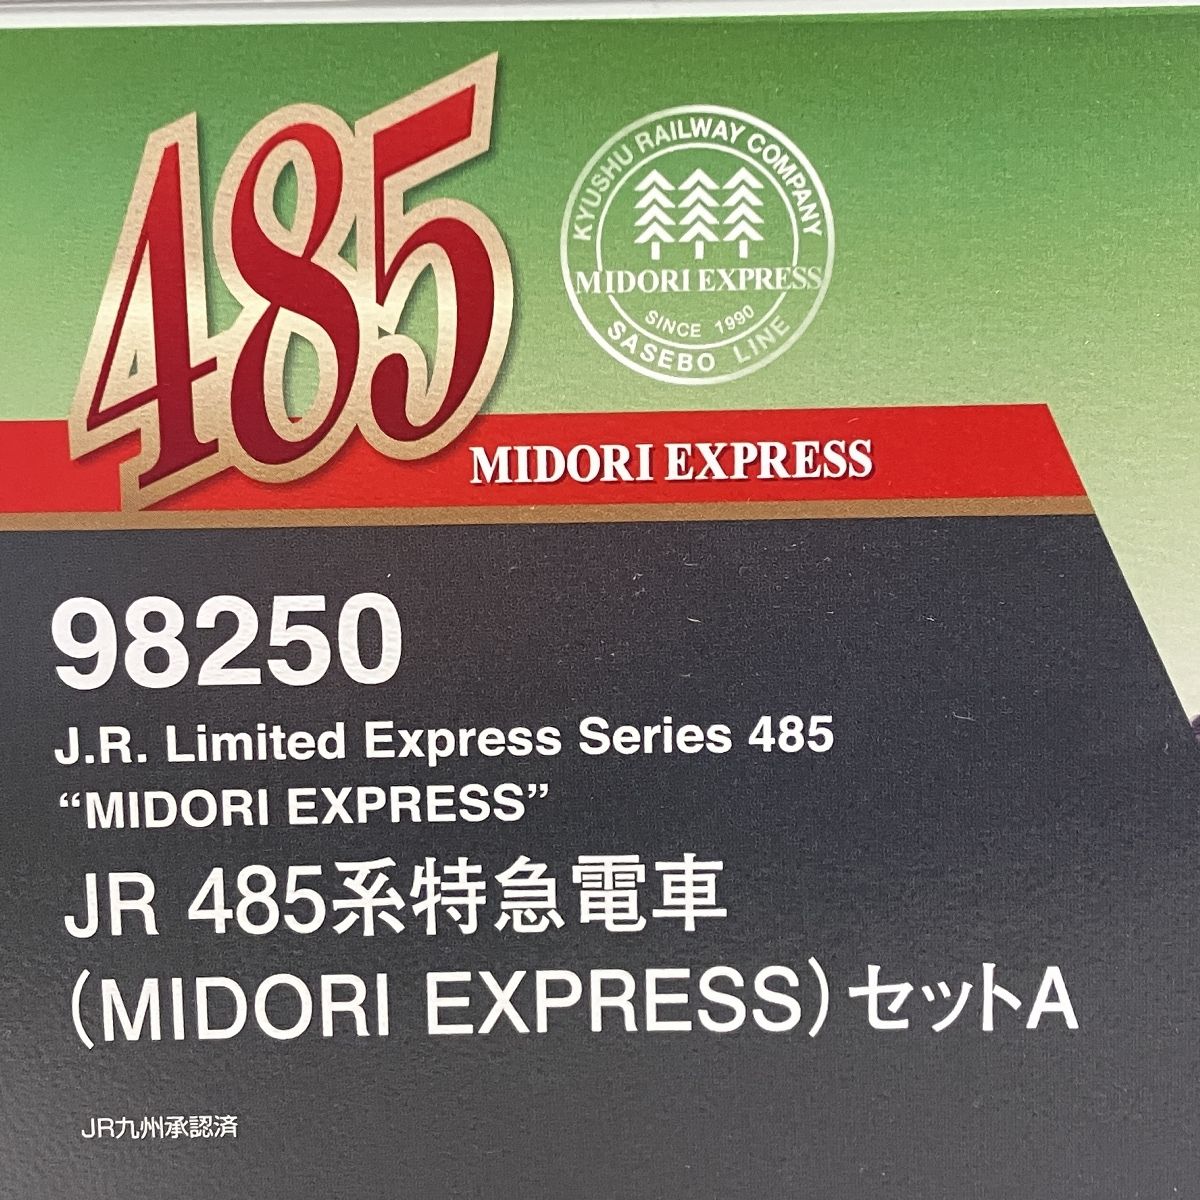 485
KYUSHU RAILWAY COMPANY
MIDORI EXPRESS
SINCE 1990
SASEBO LINE
MIDORI EXPRESS
98250
J.R. Limited Express Series 485
“MIDORI EXPRESS”
JR 485系特急電車
(MIDORI EXPRESS)セットA
JR九州承認済